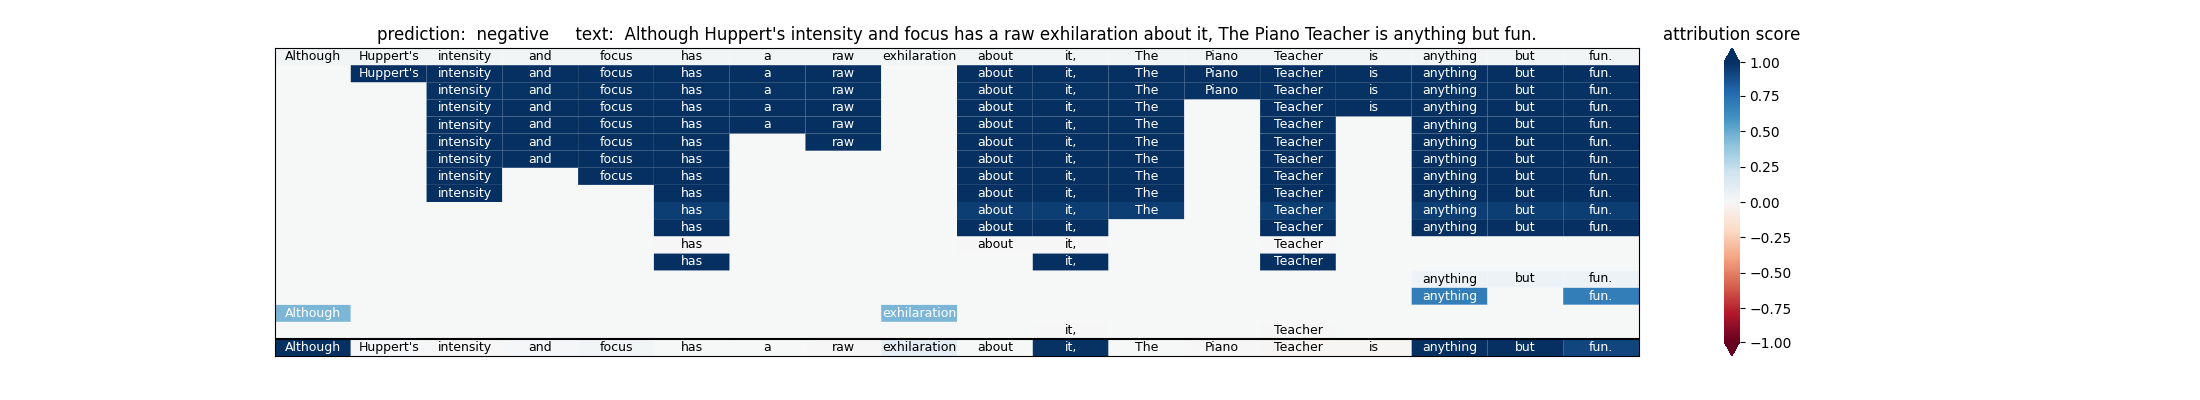 prediction: negative text: Although Huppert's intensity and focus has a raw exhilaration about it, The Piano Teacher is anything but fun. attribution score
Although Huppert's intensity and focus has a raw exhilaration about it, The Piano Teacher is anything but fun. 1.00
Huppert's intensity and focus has a raw about it, The Piano Teacher is anything but fun.
intensity and focus has a raw about it, The Piano Teacher is anything but fun. 0.75
intensity and focus has a raw about it, The Teacher is anything but fun.
intensity and focus has a raw about it, The Teacher anything but fun. 0.50
intensity and focus has raw about it, The Teacher anything but fun.
intensity and focus has about it, The Teacher anything but fun.
intensity focus has about it, The Teacher anything but fun. 0.25
intensity has about it, The Teacher anything but fun. 0.00
has about it, The Teacher anything but fun.
has about it, Teacher anything but fun. −0.25
has about it, Teacher
has it, Teacher −0.50
anything but fun.
anything fun.
Although exhilaration −0.75
it, Teacher
Although Huppert's intensity and focus has a raw exhilaration about it, The Piano Teacher is anything but fun. −1.00